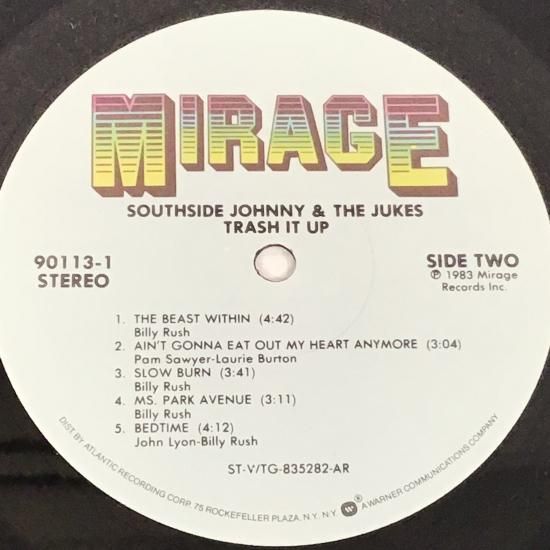 MIRAGE
SOUTHSIDE JOHNNY & THE JUKES
TRASH IT UP
90113-1
STEREO
SIDE TWO
℗ 1983 Mirage
Records Inc.
1. THE BEAST WITHIN (4:42)
Billy Rush
2. AIN'T GONNA EAT OUT MY HEART ANYMORE (3:04)
Pam Sawyer-Laurie Burton
3. SLOW BURN (3:41)
Billy Rush
4. MS. PARK AVENUE (3:11)
Billy Rush
5. BEDTIME (4:12)
John Lyon-Billy Rush
ST-V/TG-835282-AR
DIST. BY ATLANTIC RECORDING CORP. 75 ROCKEFELLER PLAZA, N.Y. N.Y. ® A WARNER COMMUNICATIONS COMPANY